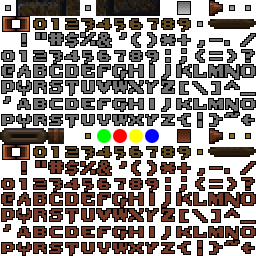 0123456789
!"#$%&'()*+,-./
0123456789:;<=>?
@ABCDEFGHIJKLMNO
PQRSTUVWXYZ[\]^_
'ABCDEFGHIJKLMNO
PQRSTUVWXYZ{|}~←
0123456789
!"#$%&'()*+,-./
0123456789:;<=>?
@ABCDEFGHIJKLMNO
PQRSTUVWXYZ[\]^_
'ABCDEFGHIJKLMNO
PQRSTUVWXYZ{|}~←